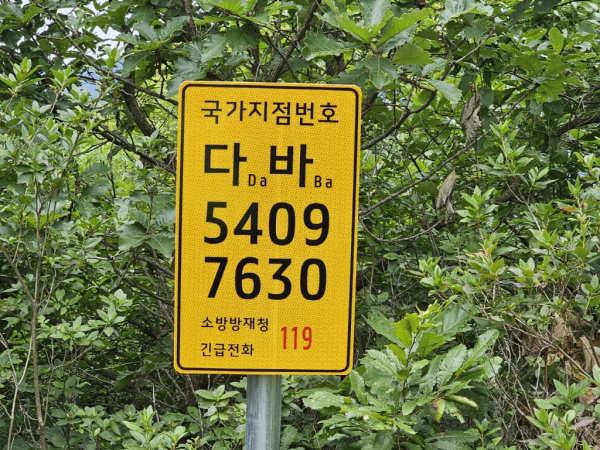 국가지점번호
다Da 바Ba
5409
7630
소방방재청
긴급전화 119